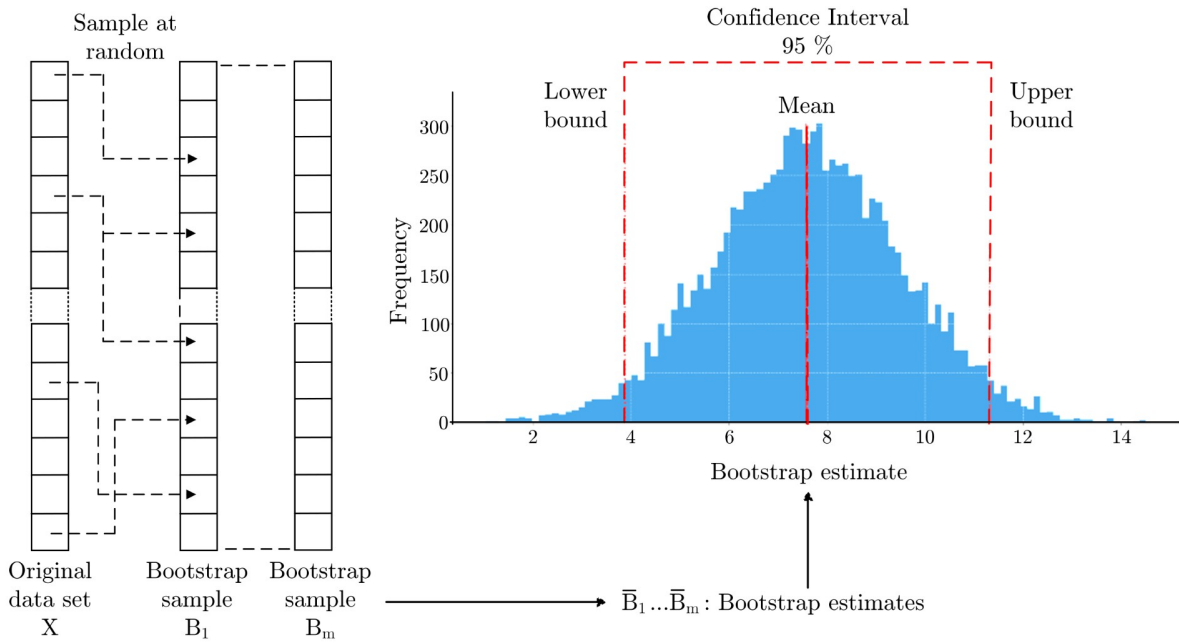 Sample at
random
Original
data set
X
Bootstrap
sample
B₁
Bootstrap
sample
Bₘ
Confidence Interval
95 %
Lower
bound
Mean
Upper
bound
Frequency
300
250
200
150
100
50
0
2 4 6 8 10 12 14
Bootstrap estimate
B̅₁...B̅ₘ: Bootstrap estimates